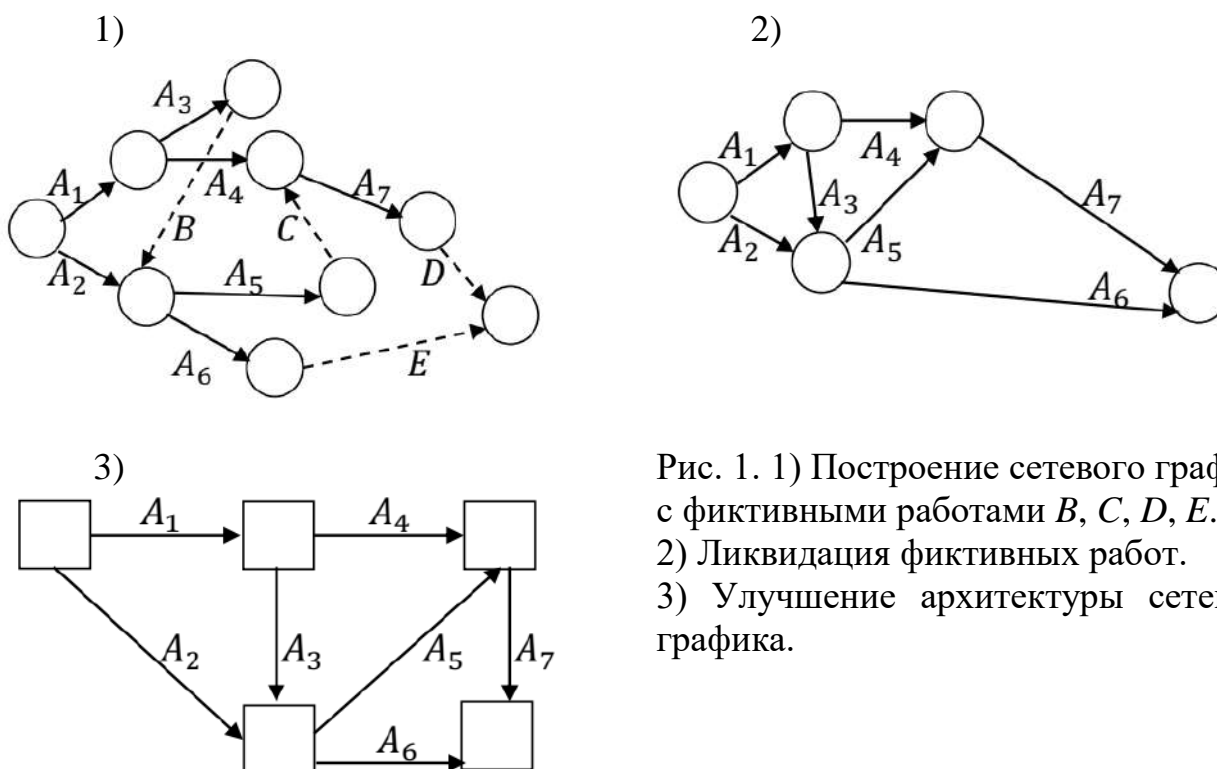 1)
A₃
A₁
A₄
A₇
B
C
A₂
A₅
D
A₆
E
2)
A₁
A₄
A₃
A₂
A₅
A₇
A₆
3)
A₁
A₄
A₂
A₃
A₅
A₇
A₆
Рис. 1. 1) Построение сетевого
с фиктивными работами B, C, D, E.
2) Ликвидация фиктивных работ.
3) Улучшение архитектуры
графика.